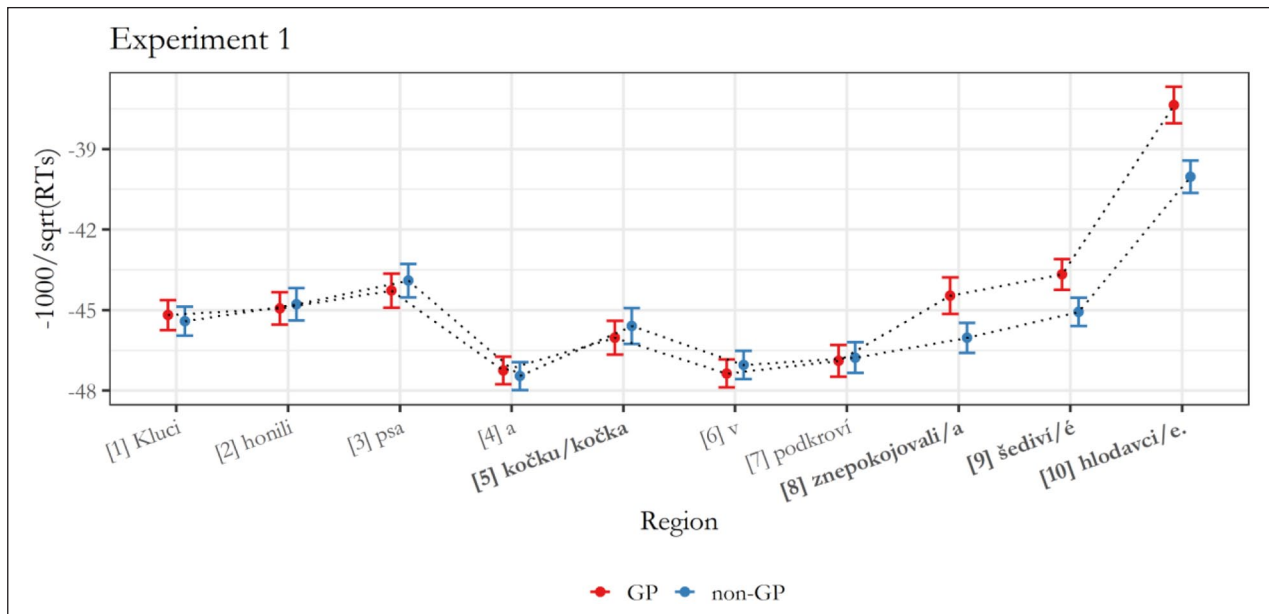 Experiment 1
-1000/sqrt(RTs)
-39
-42
-45
-48
[1] Kluci
[2] honili
[3] psa
[4] a
[5] kočku/kočka
[6] v
[7] podkroví
[8] znepokojovali/a
[9] šediví/é
[10] hlodavci/e.
Region
GP
non-GP